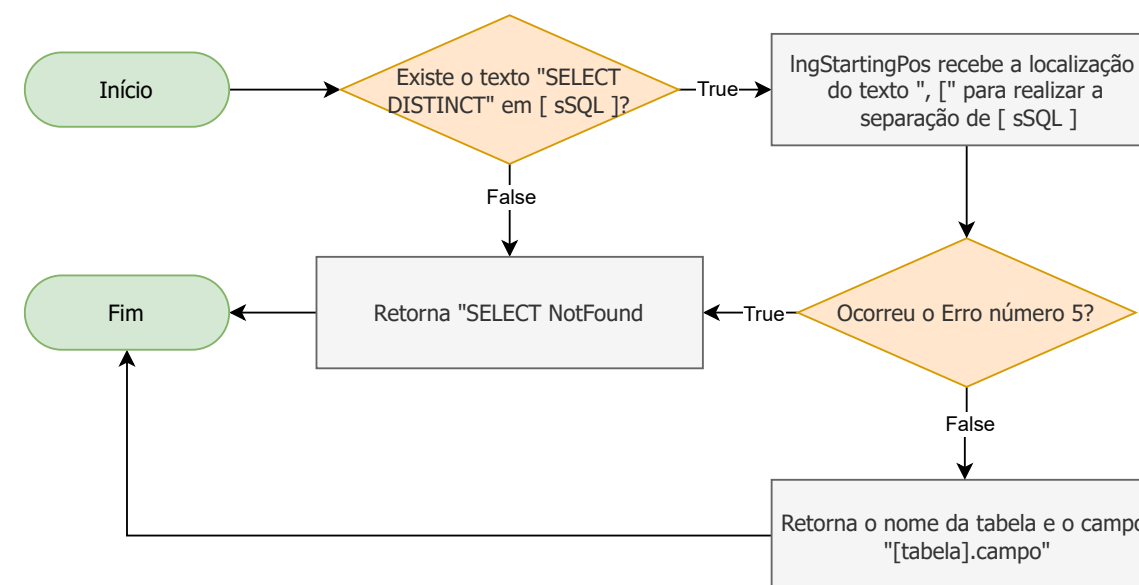 Início
Existe o texto "SELECT
DISTINCT" em [ sSQL ]?
True
lngStartingPos recebe a localização
do texto ", [" para realizar a
separação de [ sSQL ]
False
Fim
Retorna "SELECT NotFound
True
Ocorreu o Erro número 5?
False
Retorna o nome da tabela e o campo
"[tabela].campo"